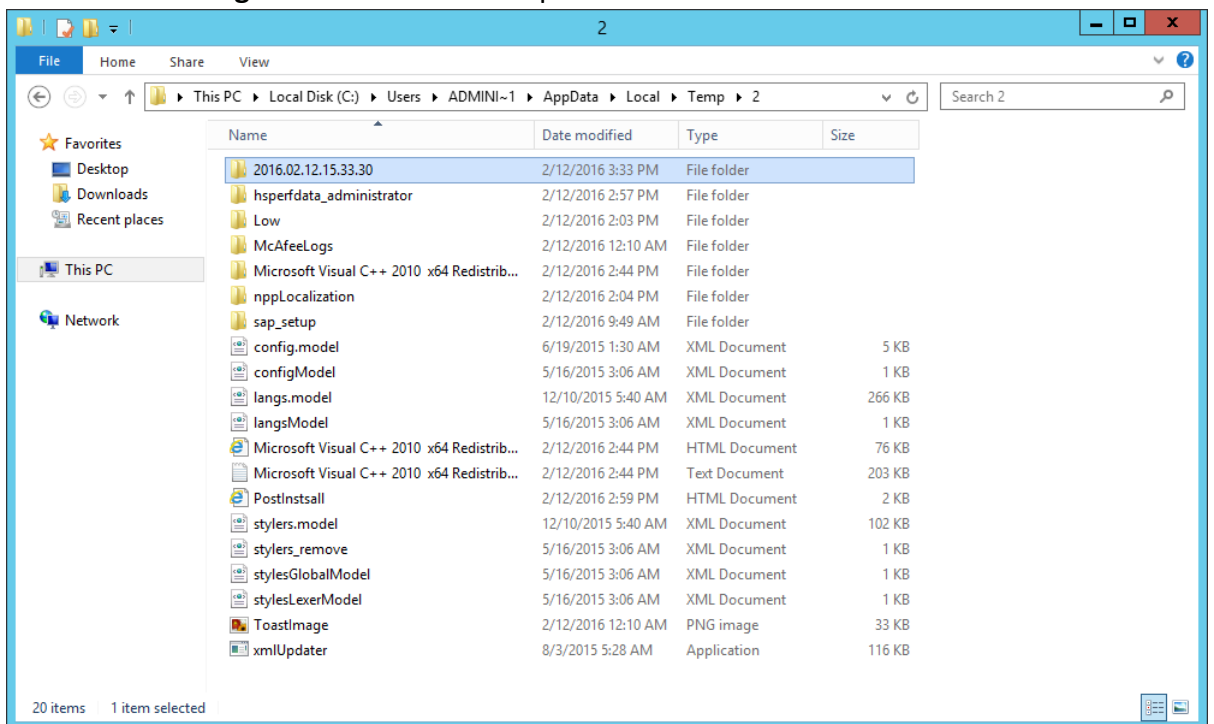 2
File Home Share View
This PC Local Disk (C:) Users ADMINI~1 AppData Local Temp 2 Search 2
Favorites
Desktop
Downloads
Recent places
This PC
Network
Name Date modified Type Size
2016.02.12.15.33.30 2/12/2016 3:33 PM File folder
hsperfdata_administrator 2/12/2016 2:57 PM File folder
Low 2/12/2016 2:03 PM File folder
McAfeeLogs 2/12/2016 12:10 AM File folder
Microsoft Visual C++ 2010 x64 Redistrib... 2/12/2016 2:44 PM File folder
nppLocalization 2/12/2016 2:04 PM File folder
sap_setup 2/12/2016 9:49 AM File folder
config.model 6/19/2015 1:30 AM XML Document 5 KB
configModel 5/16/2015 3:06 AM XML Document 1 KB
langs.model 12/10/2015 5:40 AM XML Document 266 KB
langsModel 5/16/2015 3:06 AM XML Document 1 KB
Microsoft Visual C++ 2010 x64 Redistrib... 2/12/2016 2:44 PM HTML Document 76 KB
Microsoft Visual C++ 2010 x64 Redistrib... 2/12/2016 2:44 PM Text Document 203 KB
PostInstsall 2/12/2016 2:59 PM HTML Document 2 KB
stylers.model 12/10/2015 5:40 AM XML Document 102 KB
stylers_remove 5/16/2015 3:06 AM XML Document 1 KB
stylesGlobalModel 5/16/2015 3:06 AM XML Document 1 KB
stylesLexerModel 5/16/2015 3:06 AM XML Document 1 KB
ToastImage 2/12/2016 12:10 AM PNG image 33 KB
xmlUpdater 8/3/2015 5:28 AM Application 116 KB
20 items 1 item selected